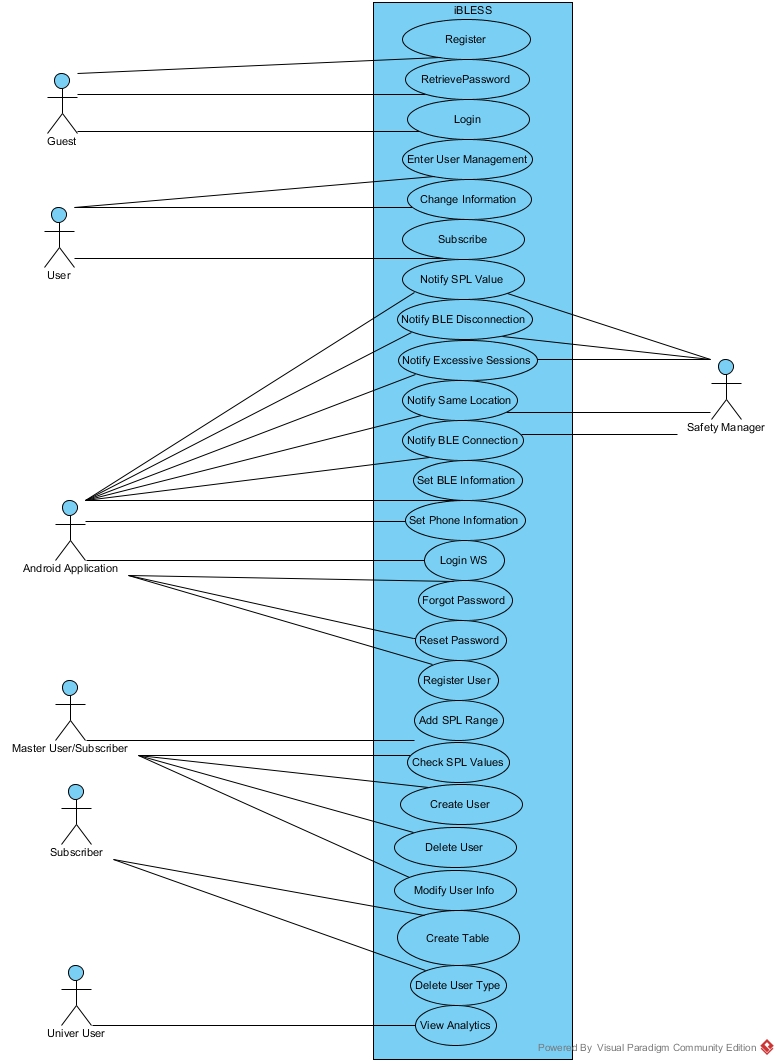 iBLESS
Register
RetrievePassword
Guest
Login
Enter User Management
Change Information
Subscribe
User
Notify SPL Value
Notify BLE Disconnection
Notify Excessive Sessions
Notify Same Location
Safety Manager
Notify BLE Connection
Set BLE Information
Set Phone Information
Login WS
Android Application
Forgot Password
Reset Password
Register User
Add SPL Range
Master User/Subscriber
Check SPL Values
Create User
Delete User
Subscriber
Modify User Info
Create Table
Delete User Type
View Analytics
Univer User
Powered By Visual Paradigm Community Edition